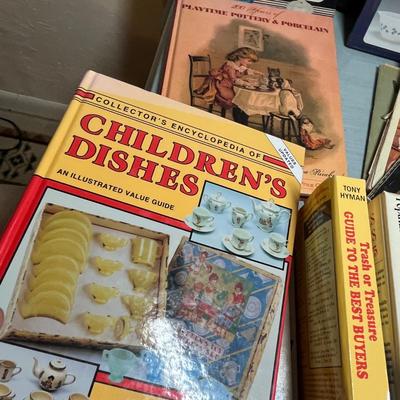 200 Years of
PLAYTIME POTTERY & PORCELAIN
COLLECTOR'S ENCYCLOPEDIA OF
CHILDREN'S
DISHES
VALUES
AN ILLUSTRATED VALUE GUIDE
TONY
HYMAN
Trash or Treasure
GUIDE TO THE BEST BUYERS